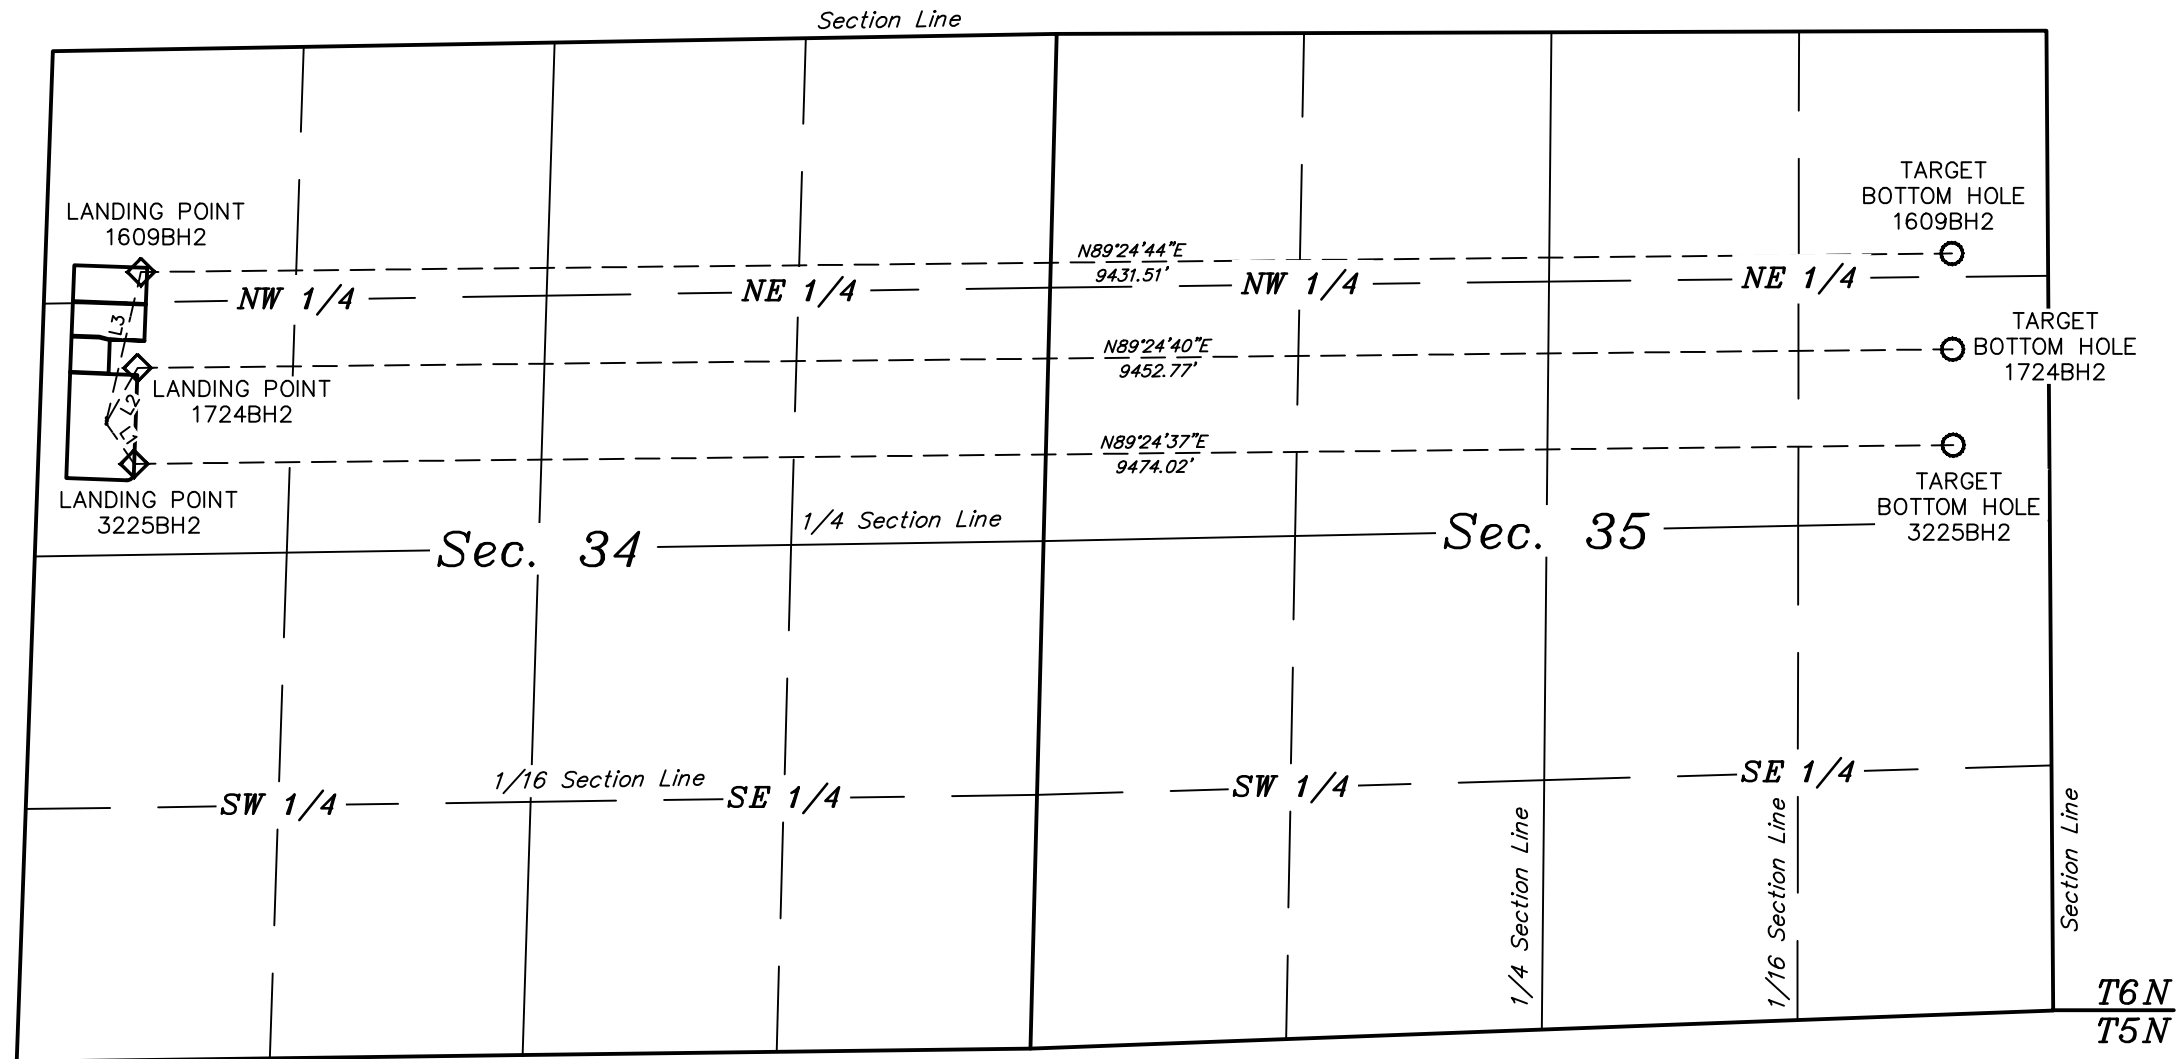 Section Line
TARGET
BOTTOM HOLE
1609BH2
LANDING POINT
1609BH2
N89°24'44"E
9431.51'
NW 1/4
NE 1/4
NW 1/4
NE 1/4
L3
TARGET
BOTTOM HOLE
1724BH2
N89°24'40"E
9452.77'
LANDING POINT
1724BH2
L2
L1
N89°24'37"E
9474.02'
LANDING POINT
3225BH2
TARGET
BOTTOM HOLE
3225BH2
1/4 Section Line
Sec. 34
Sec. 35
1/16 Section Line
SW 1/4
SE 1/4
SW 1/4
SE 1/4
1/4 Section Line
1/16 Section Line
Section Line
T6N
T5N